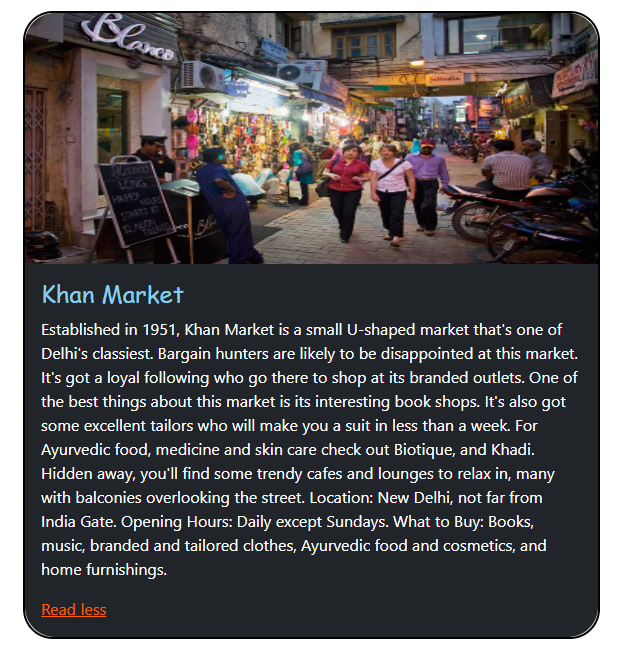 Blanco
BLANCO
LONG
HAPPY
HOURS
STARTS AT
Khan Market
Established in 1951, Khan Market is a small U-shaped market that's one of
Delhi's classiest. Bargain hunters are likely to be disappointed at this market.
It's got a loyal following who go there to shop at its branded outlets. One of
the best things about this market is its interesting book shops. It's also got
some excellent tailors who will make you a suit in less than a week. For
Ayurvedic food, medicine and skin care check out Biotique, and Khadi.
Hidden away, you'll find some trendy cafes and lounges to relax in, many
with balconies overlooking the street. Location: New Delhi, not far from
India Gate. Opening Hours: Daily except Sundays. What to Buy: Books,
music, branded and tailored clothes, Ayurvedic food and cosmetics, and
home furnishings.
Read less